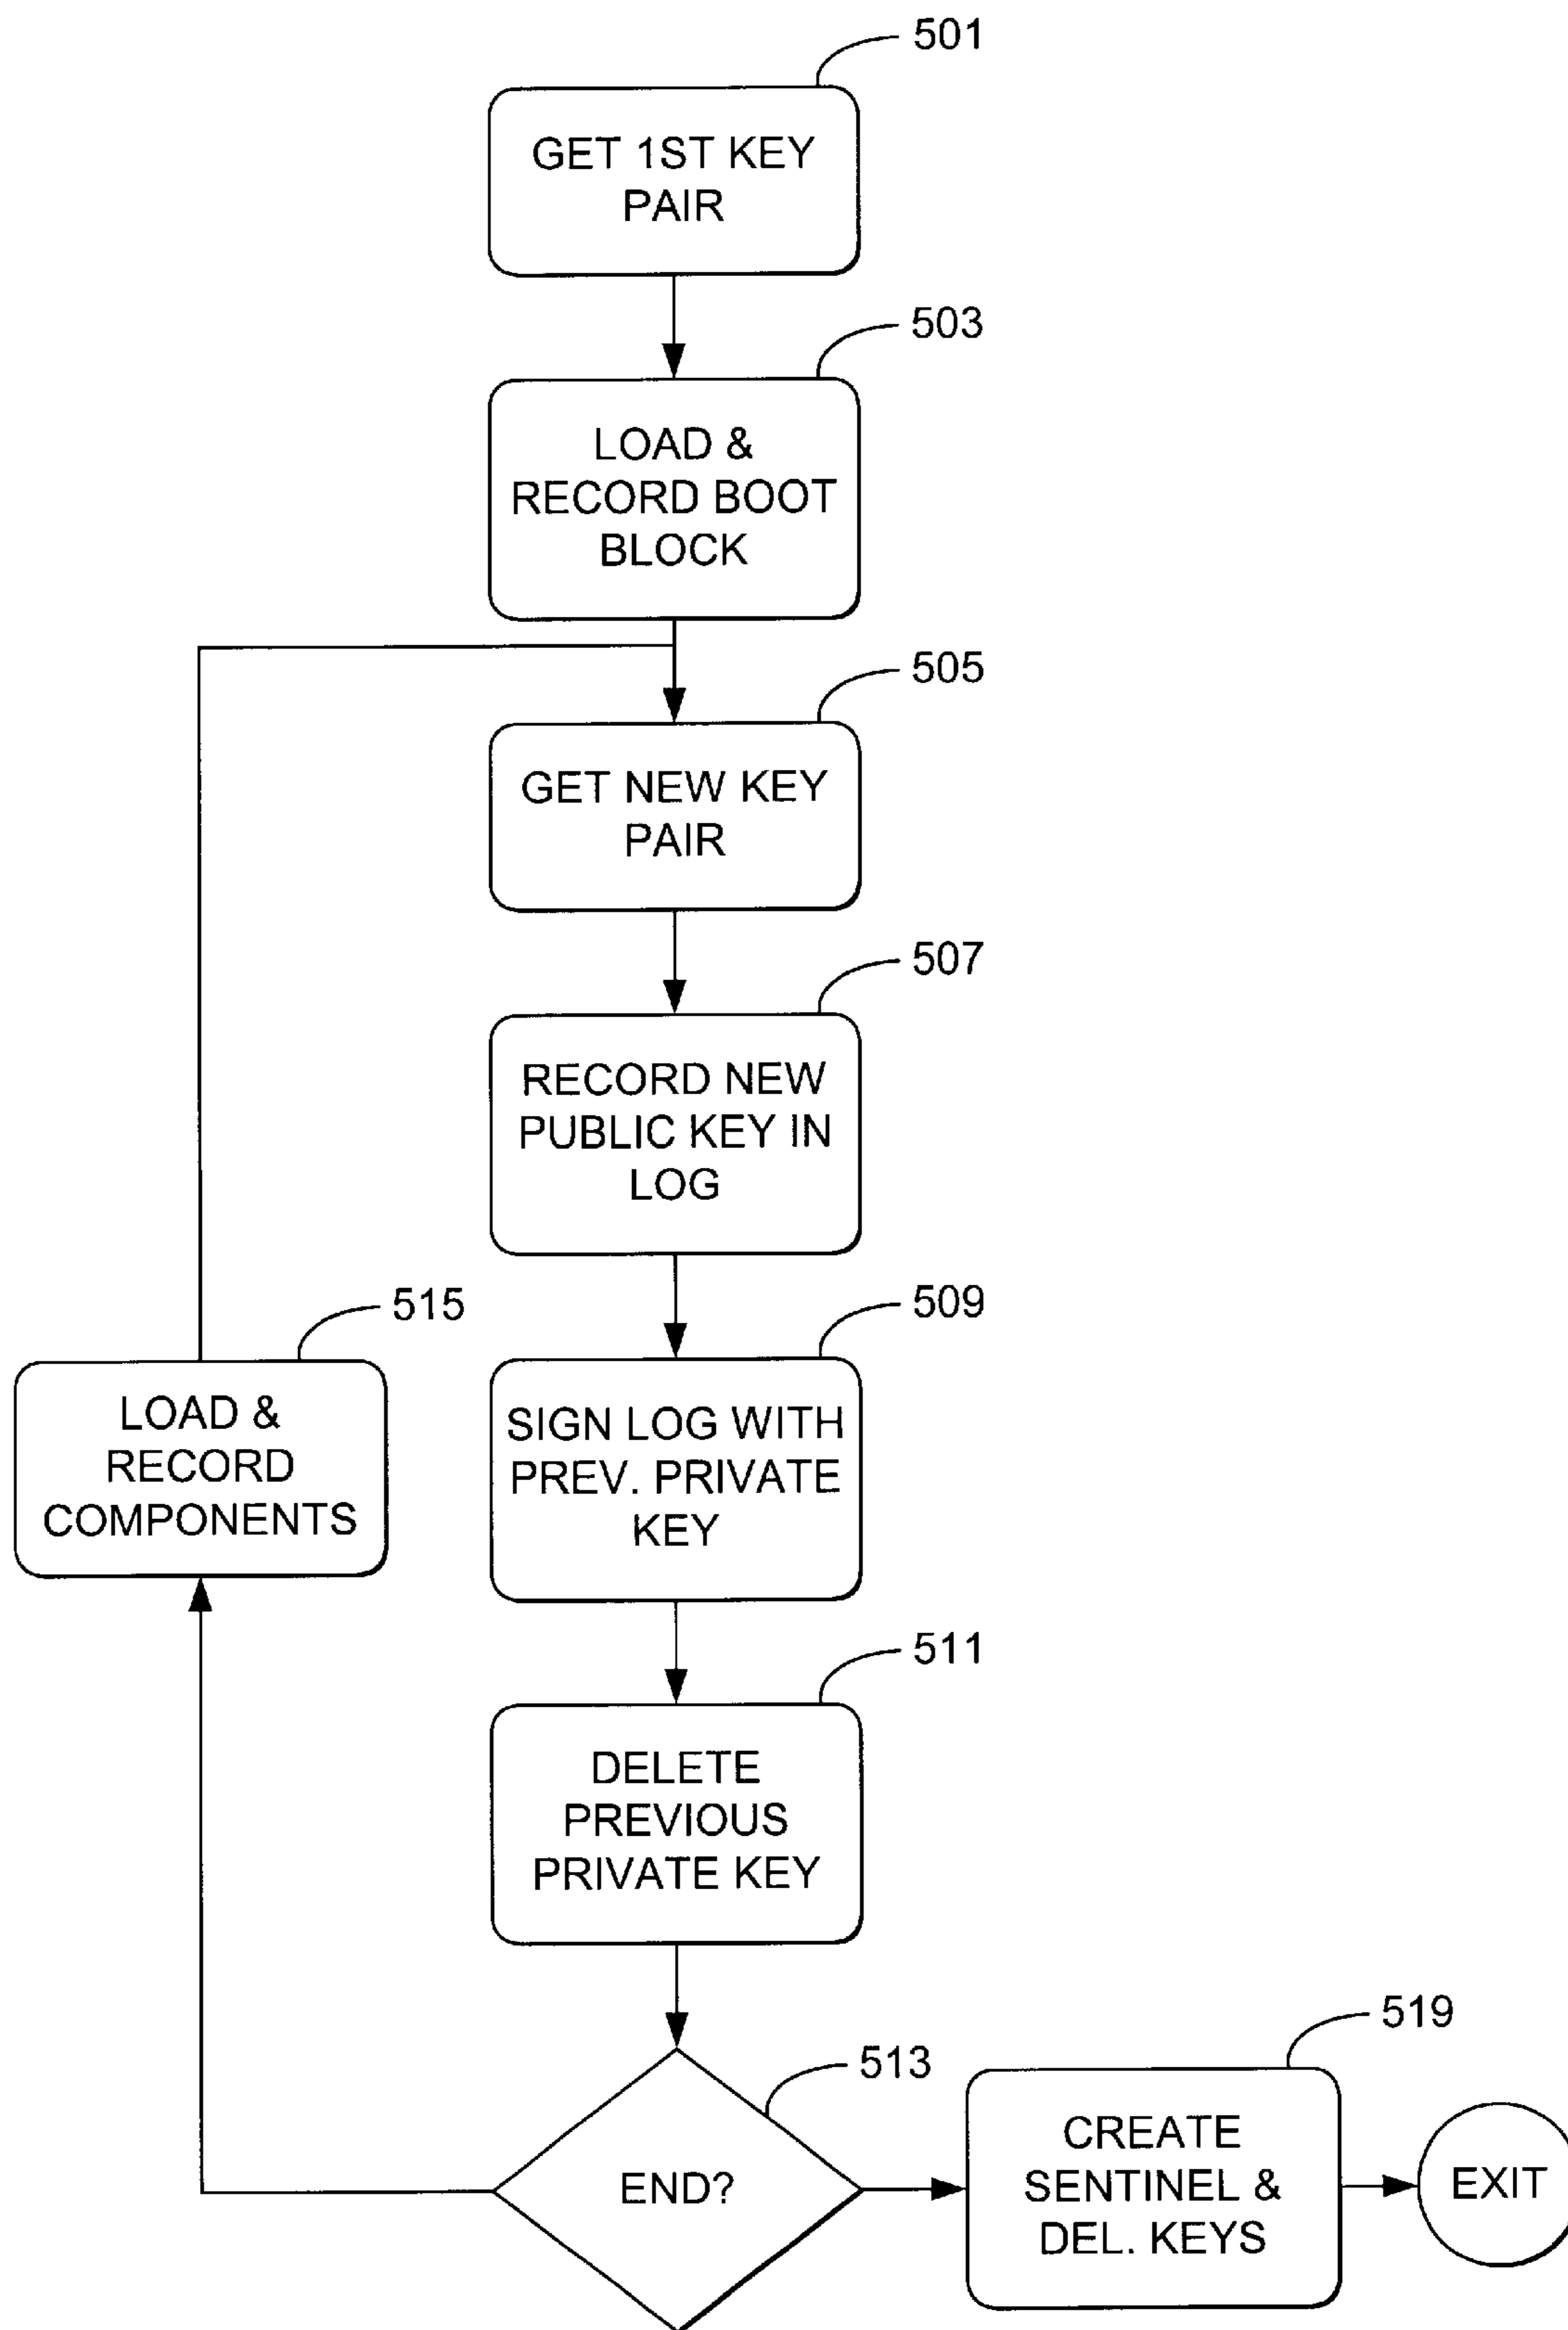 501
GET 1ST KEY
PAIR
503
LOAD &
RECORD BOOT
BLOCK
505
GET NEW KEY
PAIR
507
RECORD NEW
PUBLIC KEY IN
LOG
515
LOAD &
RECORD
COMPONENTS
509
SIGN LOG WITH
PREV. PRIVATE
KEY
511
DELETE
PREVIOUS
PRIVATE KEY
513
END?
519
CREATE
SENTINEL &
DEL. KEYS
EXIT